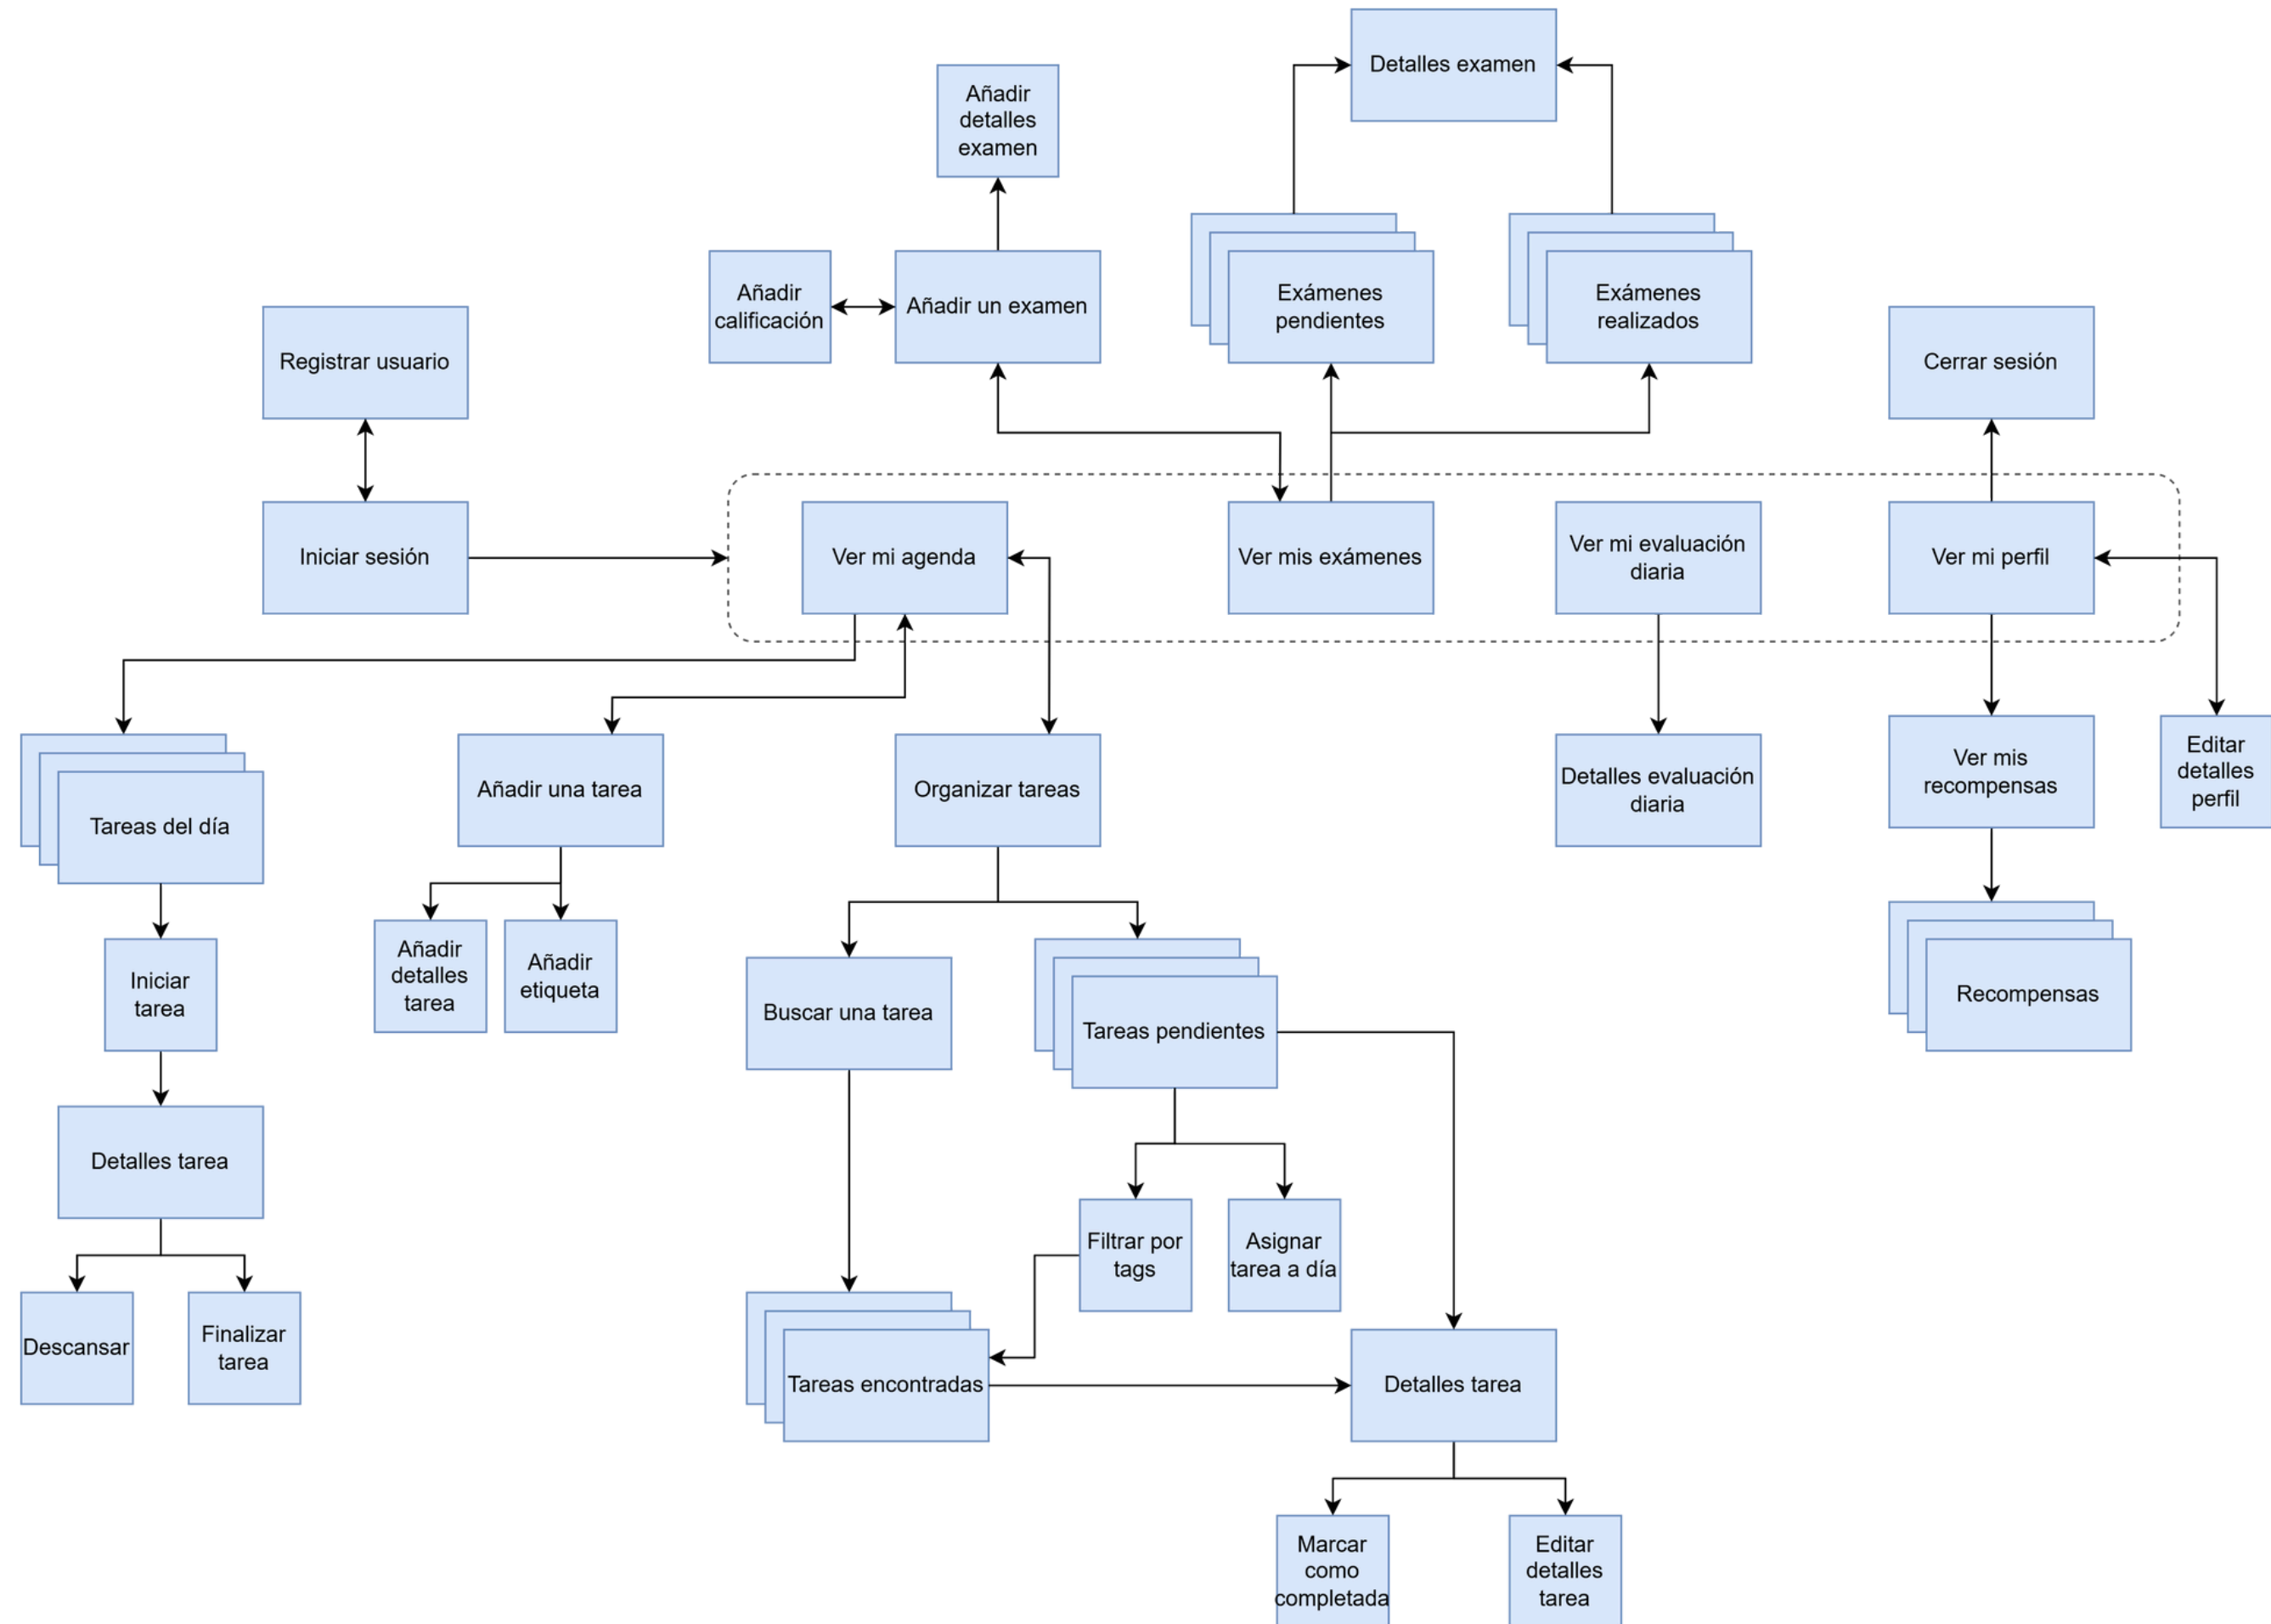 Detalles examen
Añadir
detalles
examen
Añadir
calificación
Añadir un examen
Exámenes
pendientes
Exámenes
realizados
Registrar usuario
Cerrar sesión
Iniciar sesión
Ver mi agenda
Ver mis exámenes
Ver mi evaluación
diaria
Ver mi perfil
Tareas del día
Añadir una tarea
Organizar tareas
Detalles evaluación
diaria
Ver mis
recompensas
Editar
detalles
perfil
Iniciar
tarea
Añadir
detalles
tarea
Añadir
etiqueta
Buscar una tarea
Tareas pendientes
Recompensas
Detalles tarea
Filtrar por
tags
Asignar
tarea a día
Descansar
Finalizar
tarea
Tareas encontradas
Detalles tarea
Marcar
como
completada
Editar
detalles
tarea